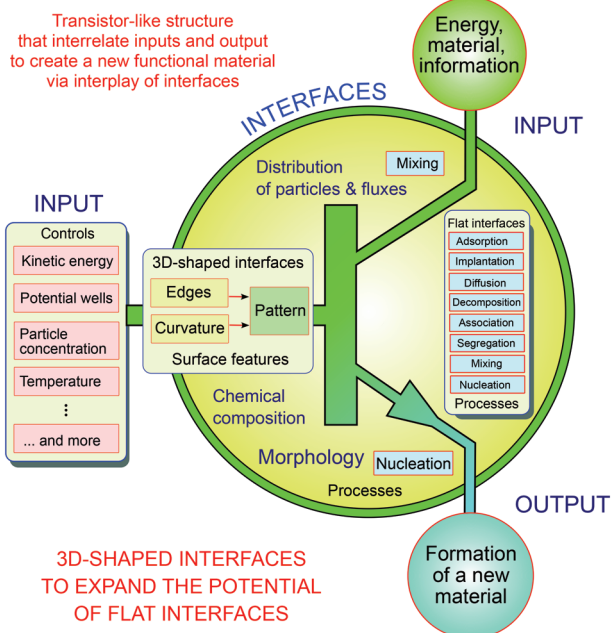 Transistor-like structure
that interrelate inputs and output
to create a new functional material
via interplay of interfaces
Energy,
material,
information
INPUT
INTERFACES
Mixing
Distribution
of particles & fluxes
INPUT
Controls
Kinetic energy
Potential wells
Particle
concentration
Temperature
⋮
... and more
3D-shaped interfaces
Edges
Curvature
Pattern
Surface features
Flat interfaces
Adsorption
Implantation
Diffusion
Decomposition
Association
Segregation
Mixing
Nucleation
Processes
Chemical
composition
Morphology
Nucleation
Processes
OUTPUT
Formation
of a new
material
3D-SHAPED INTERFACES
TO EXPAND THE POTENTIAL
OF FLAT INTERFACES